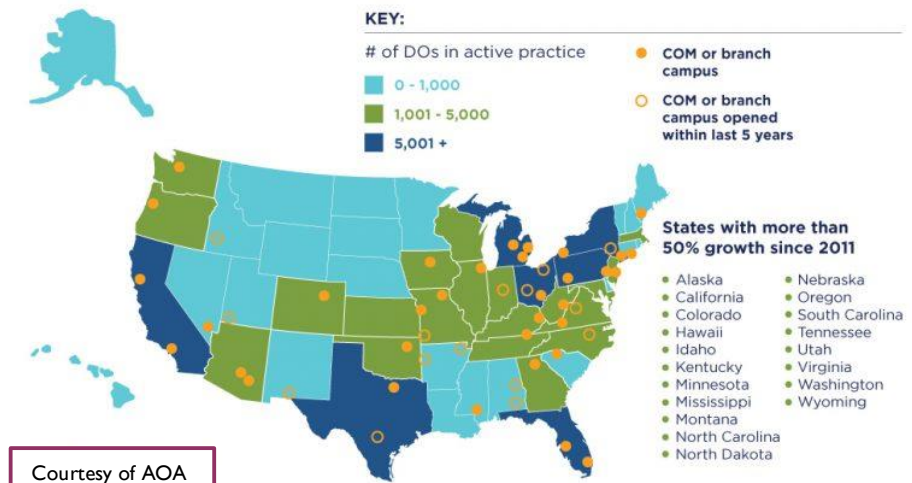 KEY:
# of DOs in active practice
0 - 1,000
1,001 - 5,000
5,001 +
COM or branch
campus
COM or branch
campus opened
within last 5 years
States with more than
50% growth since 2011
• Alaska
• California
• Colorado
• Hawaii
• Idaho
• Kentucky
• Minnesota
• Mississippi
• Montana
• North Carolina
• North Dakota
• Nebraska
• Oregon
• South Carolina
• Tennessee
• Utah
• Virginia
• Washington
• Wyoming
Courtesy of AOA